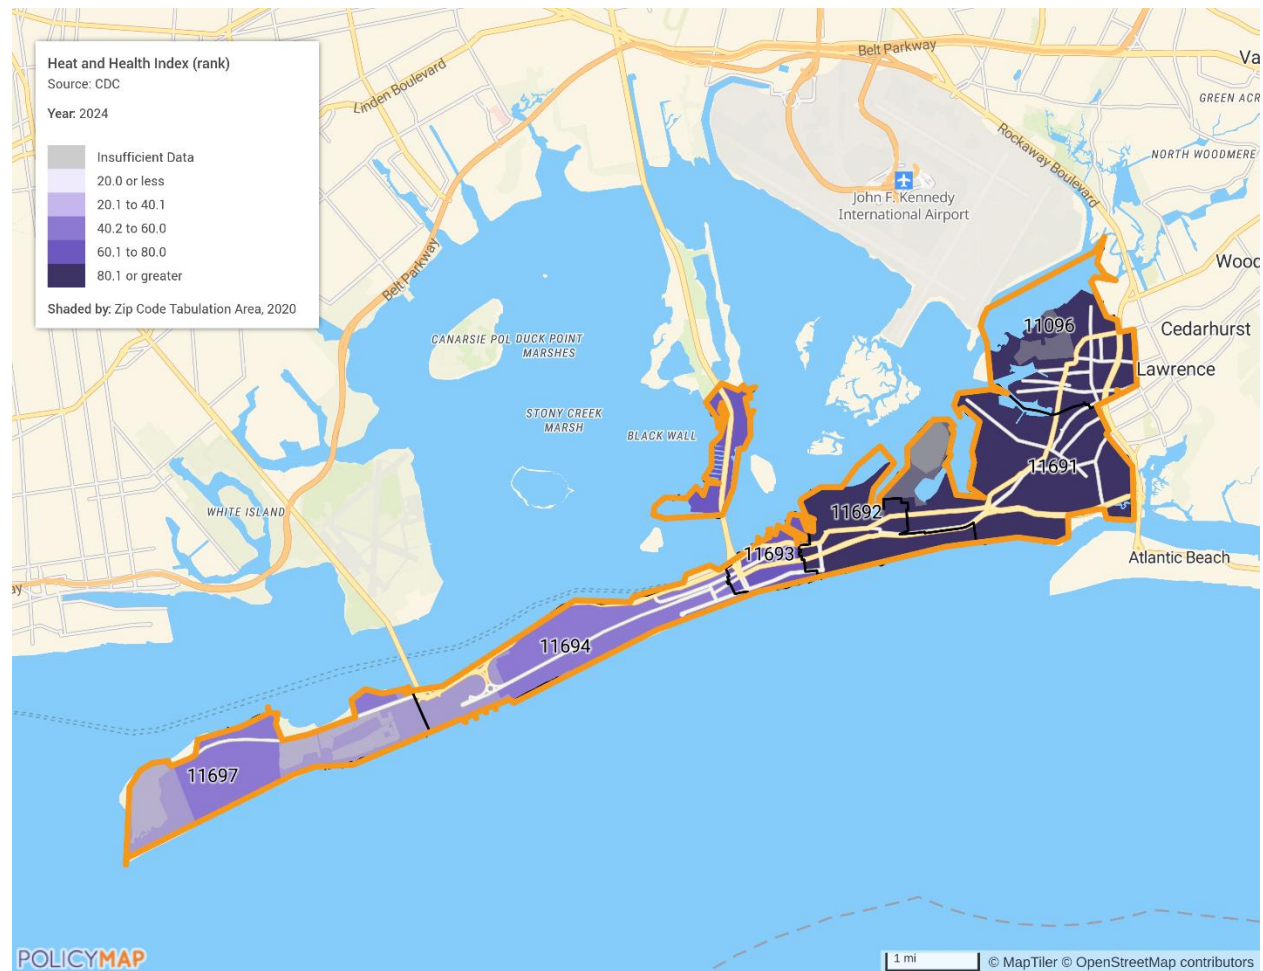 Heat and Health Index (rank)
Source: CDC
Year: 2024
Insufficient Data
20.0 or less
20.1 to 40.1
40.2 to 60.0
60.1 to 80.0
80.1 or greater
Shaded by: Zip Code Tabulation Area, 2020
Linden Boulevard
Belt Parkway
Va
GREEN ACR
Rockaway Boulevard
NORTH WOODMERE
John F. Kennedy
International Airport
Belt Parkway
Wood
11096
Cedarhurst
CANARSIE POL
DUCK POINT
MARSHES
Lawrence
STONY CREEK
MARSH
BLACK WALL
11691
WHITE ISLAND
11692
11693
Atlantic Beach
ay
11694
11697
POLICYMAP
1 mi
© MapTiler © OpenStreetMap contributors